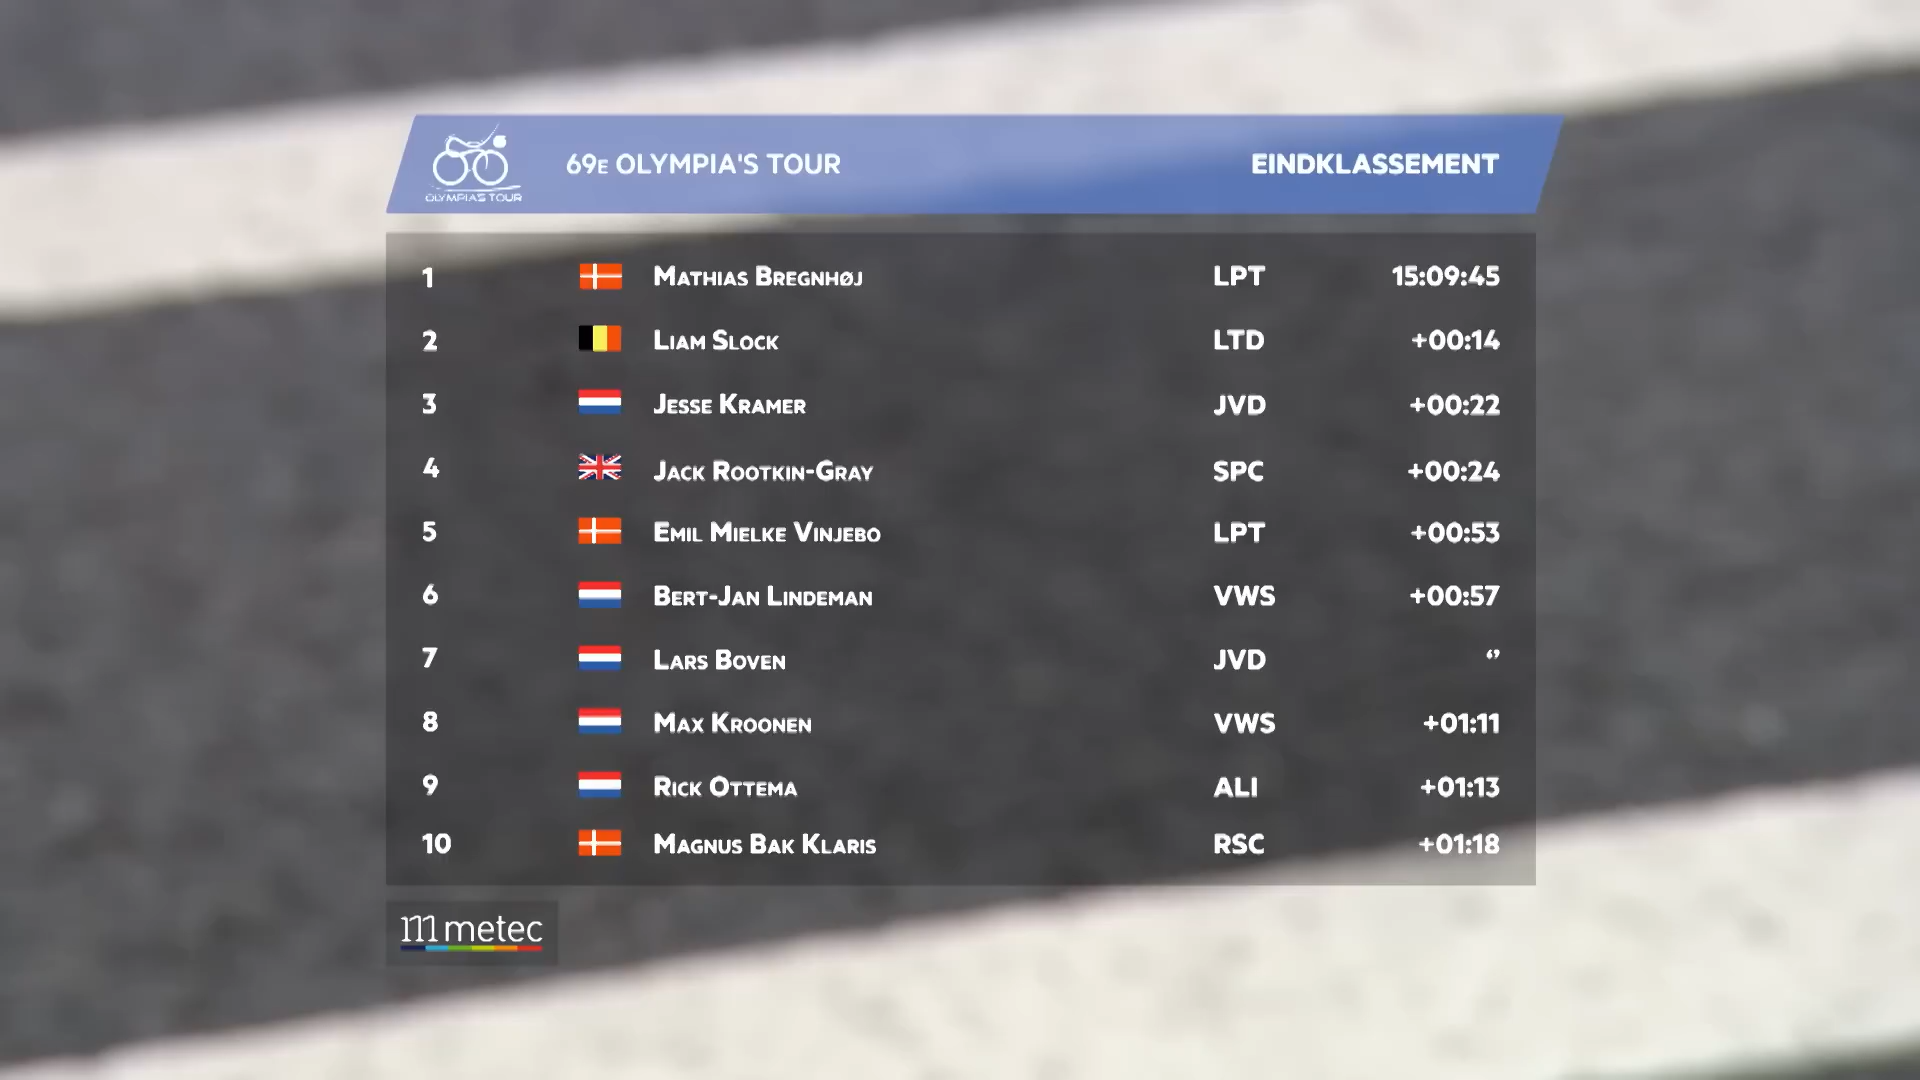 69E OLYMPIA'S TOUR EINDKLASSEMENT
OLYMPIA'S TOUR
1 MATHIAS BREGNHØJ LPT 15:09:45
2 LIAM SLOCK LTD +00:14
3 JESSE KRAMER JVD +00:22
4 JACK ROOTKIN-GRAY SPC +00:24
5 EMIL MIELKE VINJEBO LPT +00:53
6 BERT-JAN LINDEMAN VWS +00:57
7 LARS BOVEN JVD ‘’
8 MAX KROONEN VWS +01:11
9 RICK OTTEMA ALI +01:13
10 MAGNUS BAK KLARIS RSC +01:18
metec